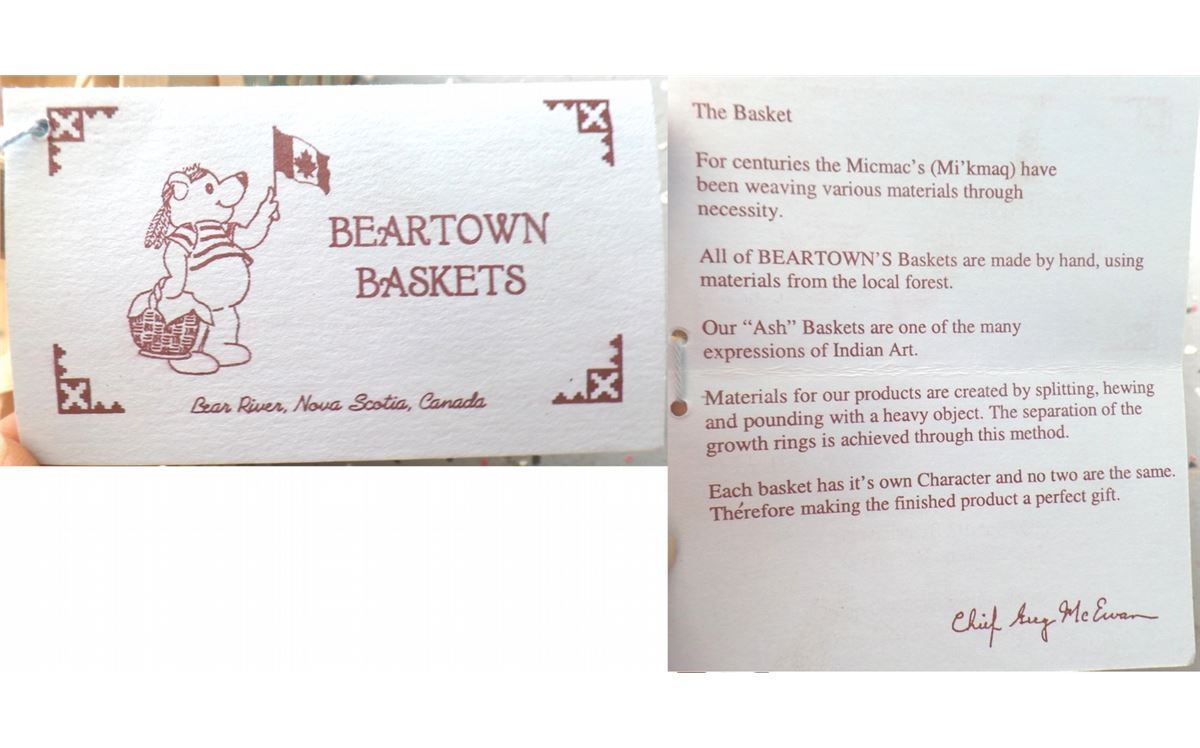 BEARTOWN
BASKETS
Bear River, Nova Scotia, Canada
The Basket
For centuries the Micmac's (Mi'kmaq) have
been weaving various materials through
necessity.
All of BEARTOWN'S Baskets are made by hand, using
materials from the local forest.
Our “Ash” Baskets are one of the many
expressions of Indian Art.
Materials for our products are created by splitting, hewing
and pounding with a heavy object. The separation of the
growth rings is achieved through this method.
Each basket has it's own Character and no two are the same.
Therefore making the finished product a perfect gift.
Chief Greg McEwan